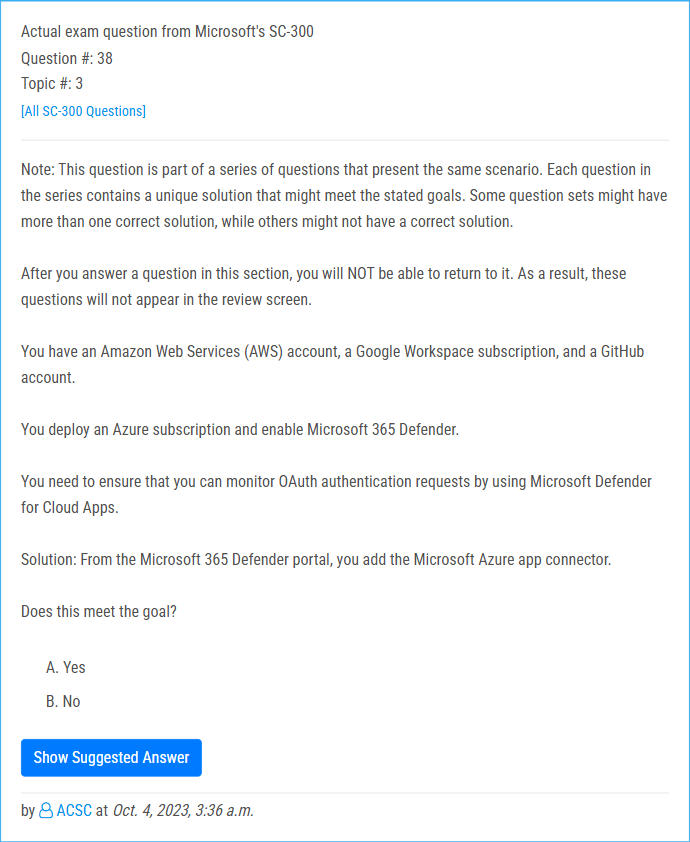 Actual exam question from Microsoft's SC-300
Question #: 38
Topic #: 3
[All SC-300 Questions]
Note: This question is part of a series of questions that present the same scenario. Each question in
the series contains a unique solution that might meet the stated goals. Some question sets might have
more than one correct solution, while others might not have a correct solution.
After you answer a question in this section, you will NOT be able to return to it. As a result, these
questions will not appear in the review screen.
You have an Amazon Web Services (AWS) account, a Google Workspace subscription, and a GitHub
account.
You deploy an Azure subscription and enable Microsoft 365 Defender.
You need to ensure that you can monitor OAuth authentication requests by using Microsoft Defender
for Cloud Apps.
Solution: From the Microsoft 365 Defender portal, you add the Microsoft Azure app connector.
Does this meet the goal?
A. Yes
B. No
Show Suggested Answer
by ACSC at Oct. 4, 2023, 3:36 a.m.